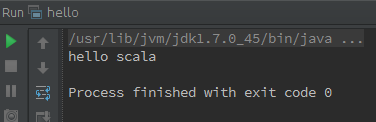 Run hello
/usr/lib/jvm/jdk1.7.0_45/bin/java ...
hello scala
Process finished with exit code 0